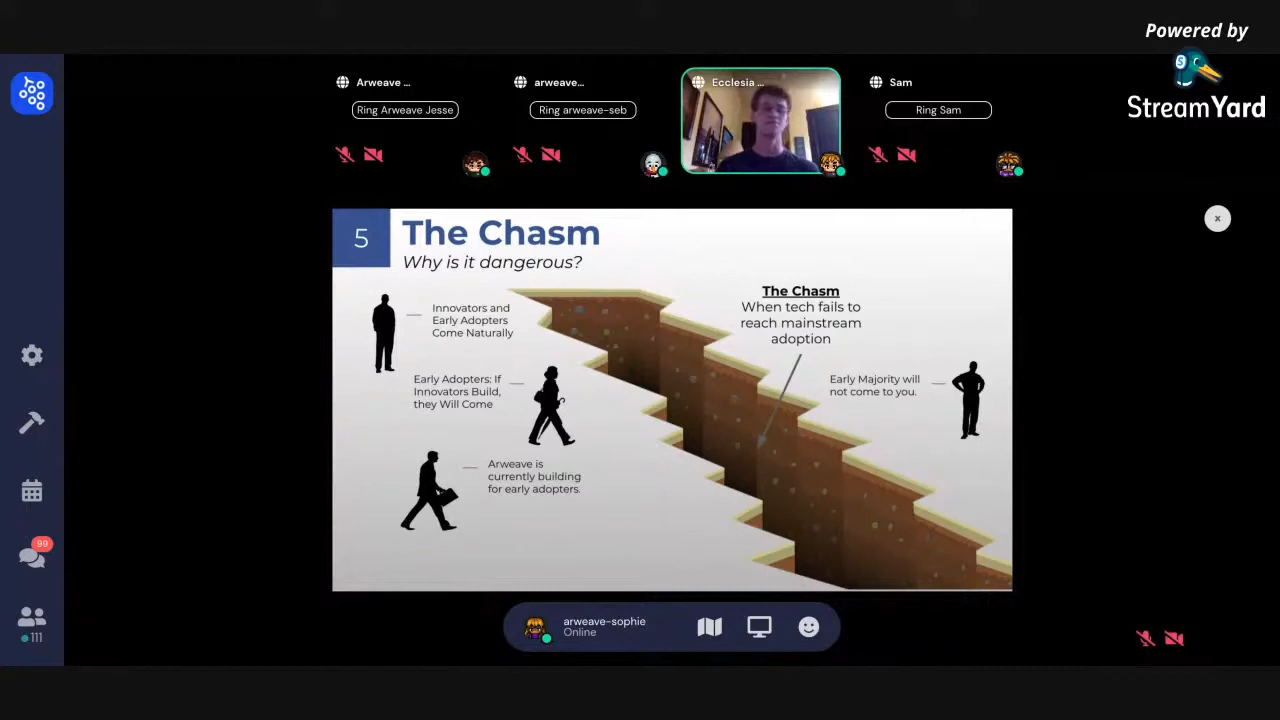 Powered by
StreamYard
Arweave ...
arweave...
Ecclesia ...
Sam
Ring Arweave Jesse
Ring arweave-seb
Ring Sam
5
The Chasm
Why is it dangerous?
x
Innovators and
Early Adopters
Come Naturally
The Chasm
When tech fails to
reach mainstream
adoption
Early Adopters: If
Innovators Build,
they Will Come
Early Majority will
not come to you.
Arweave is
currently building
for early adopters.
99
111
arweave-sophie
Online